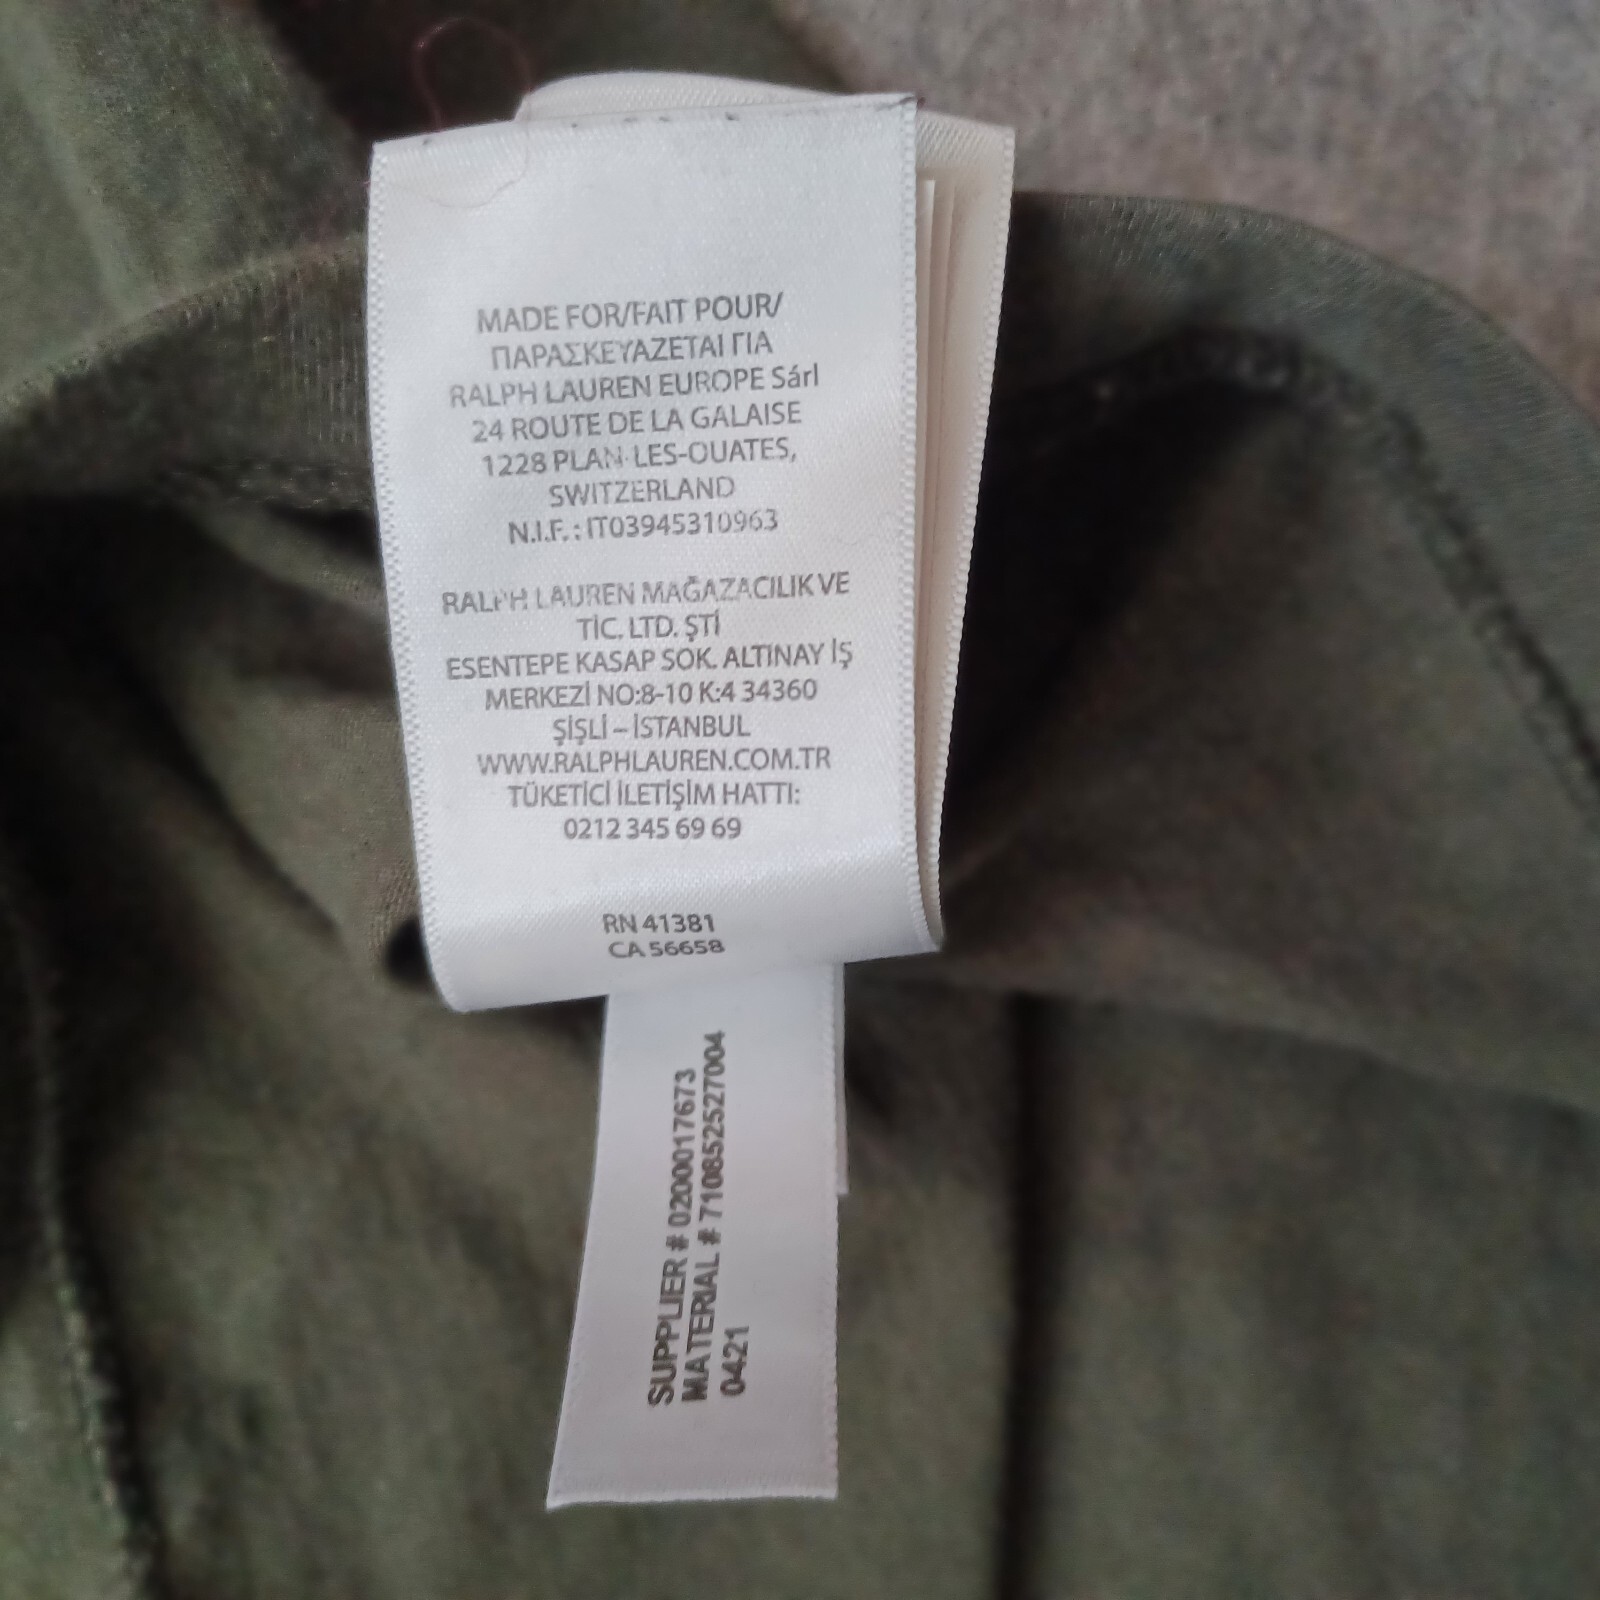 MADE FOR/FAIT POUR/
ΠΑΡΑΣΚΕΥΑΖΕΤΑΙ ΓΙΑ
RALPH LAUREN EUROPE Sárl
24 ROUTE DE LA GALAISE
1228 PLAN-LES-OUATES,
SWITZERLAND
N.I.F. : IT03945310963
RALPH LAUREN MAĞAZACILIK VE
TİC. LTD. ŞTİ
ESENTEPE KASAP SOK. ALTINAY İŞ
MERKEZİ NO:8-10 K:4 34360
ŞİŞLİ – İSTANBUL
WWW.RALPHLAUREN.COM.TR
TÜKETİCİ İLETİŞİM HATTI:
0212 345 69 69
RN 41381
CA 56658
SUPPLIER # 0200017673
MATERIAL # 710852527004
0421